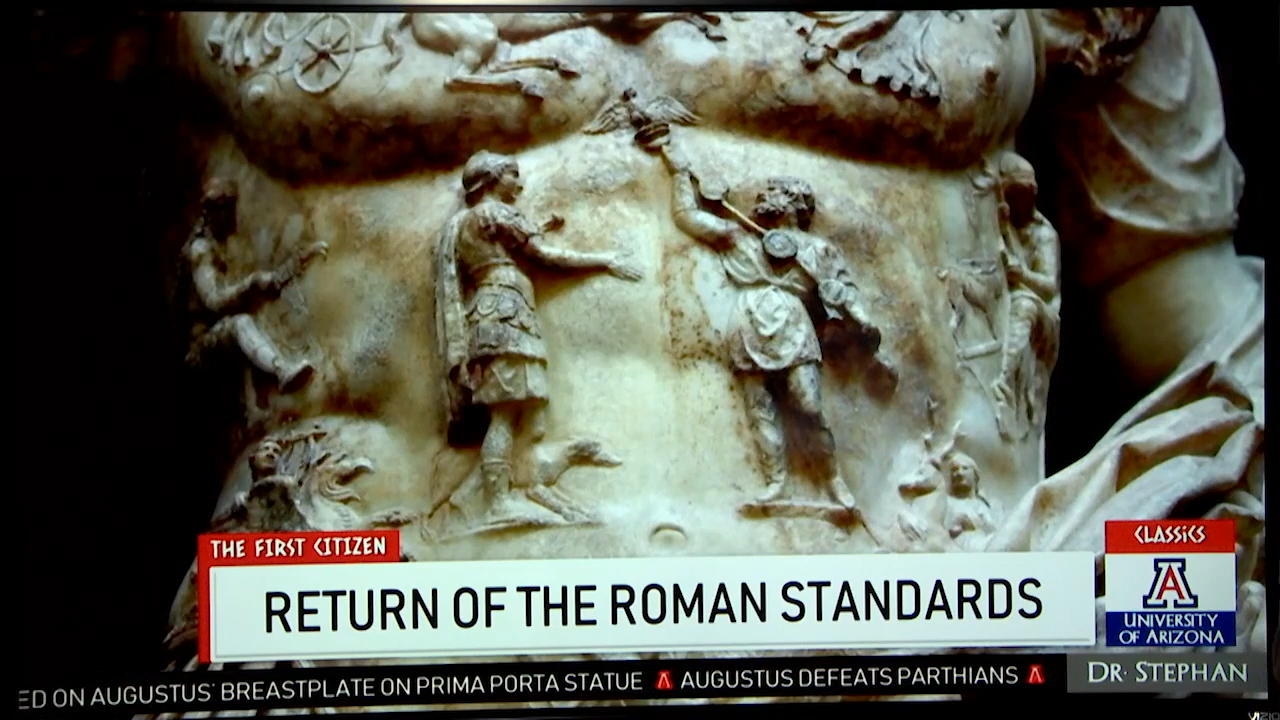 THE FIRST CITIZEN
RETURN OF THE ROMAN STANDARDS
CLASSICS
A
UNIVERSITY
OF ARIZONA
ED ON AUGUSTUS' BREASTPLATE ON PRIMA PORTA STATUE A AUGUSTUS DEFEATS PARTHIANS A
DR. STEPHAN